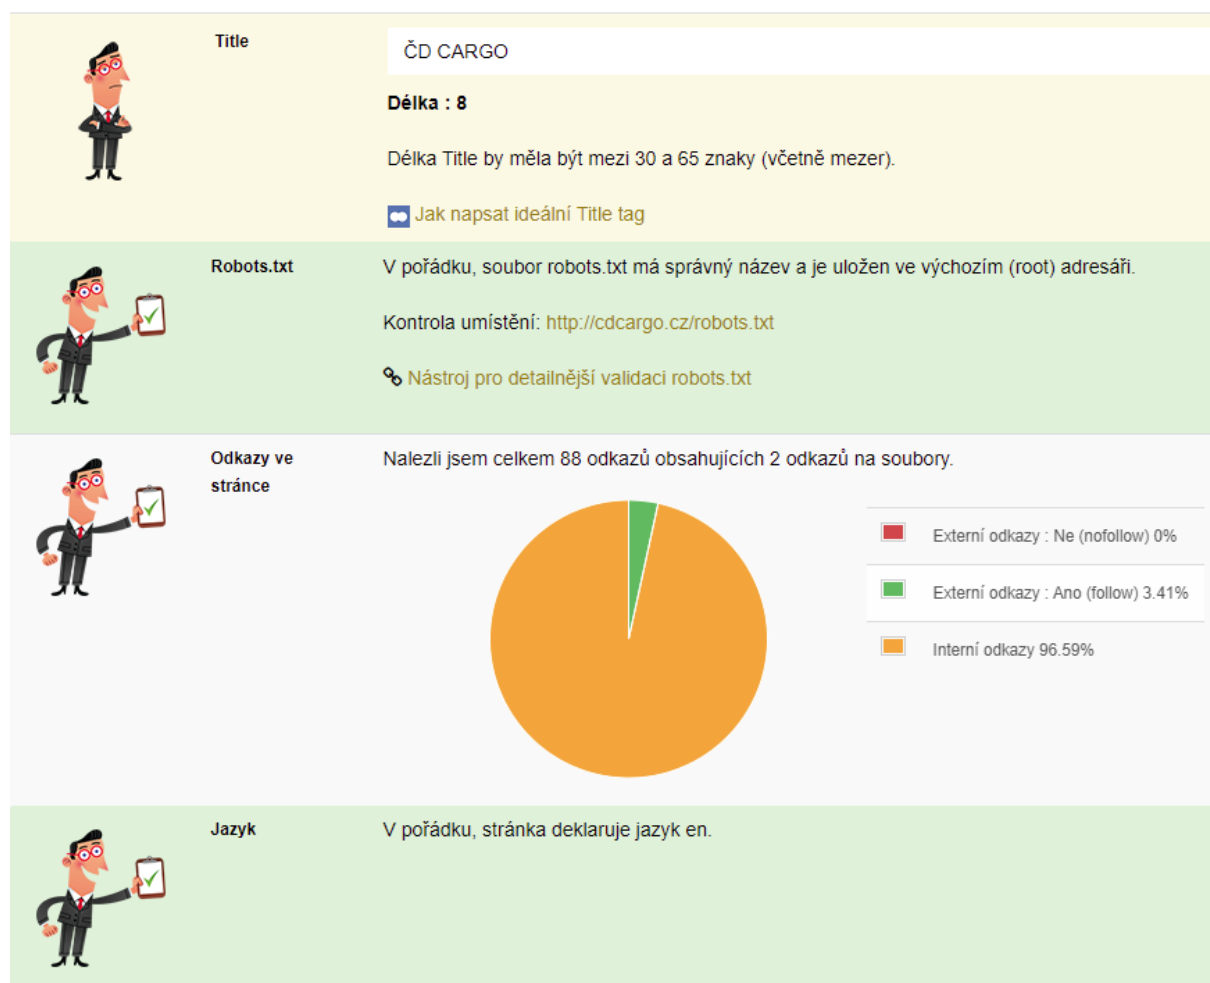 Title
ČD CARGO
Délka : 8
Délka Title by měla být mezi 30 a 65 znaky (včetně mezer).
Jak napsat ideální Title tag
Robots.txt
V pořádku, soubor robots.txt má správný název a je uložen ve výchozím (root) adresáři.
Kontrola umístění: http://cdcargo.cz/robots.txt
Nástroj pro detailnější validaci robots.txt
Odkazy ve
stránce
Nalezli jsem celkem 88 odkazů obsahujících 2 odkazů na soubory.
Externí odkazy : Ne (nofollow) 0%
Externí odkazy : Ano (follow) 3.41%
Interní odkazy 96.59%
Jazyk
V pořádku, stránka deklaruje jazyk en.